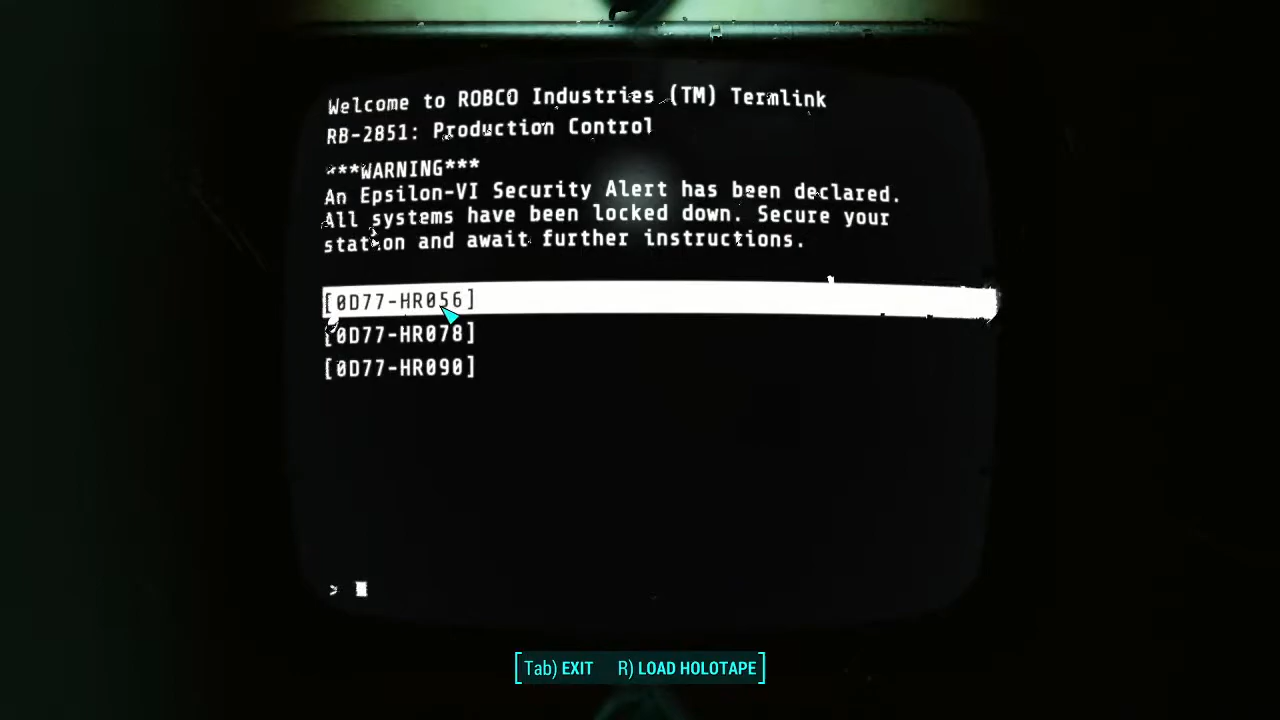 Welcome to ROBCO Industries (TM) Termlink
RB-2851: Production Control
***WARNING***
An Epsilon-VI Security Alert has been declared.
All systems have been locked down. Secure your
station and await further instructions.
[0D77-HR056]
[0D77-HR078]
[0D77-HR090]
>
Tab) EXIT R) LOAD HOLOTAPE